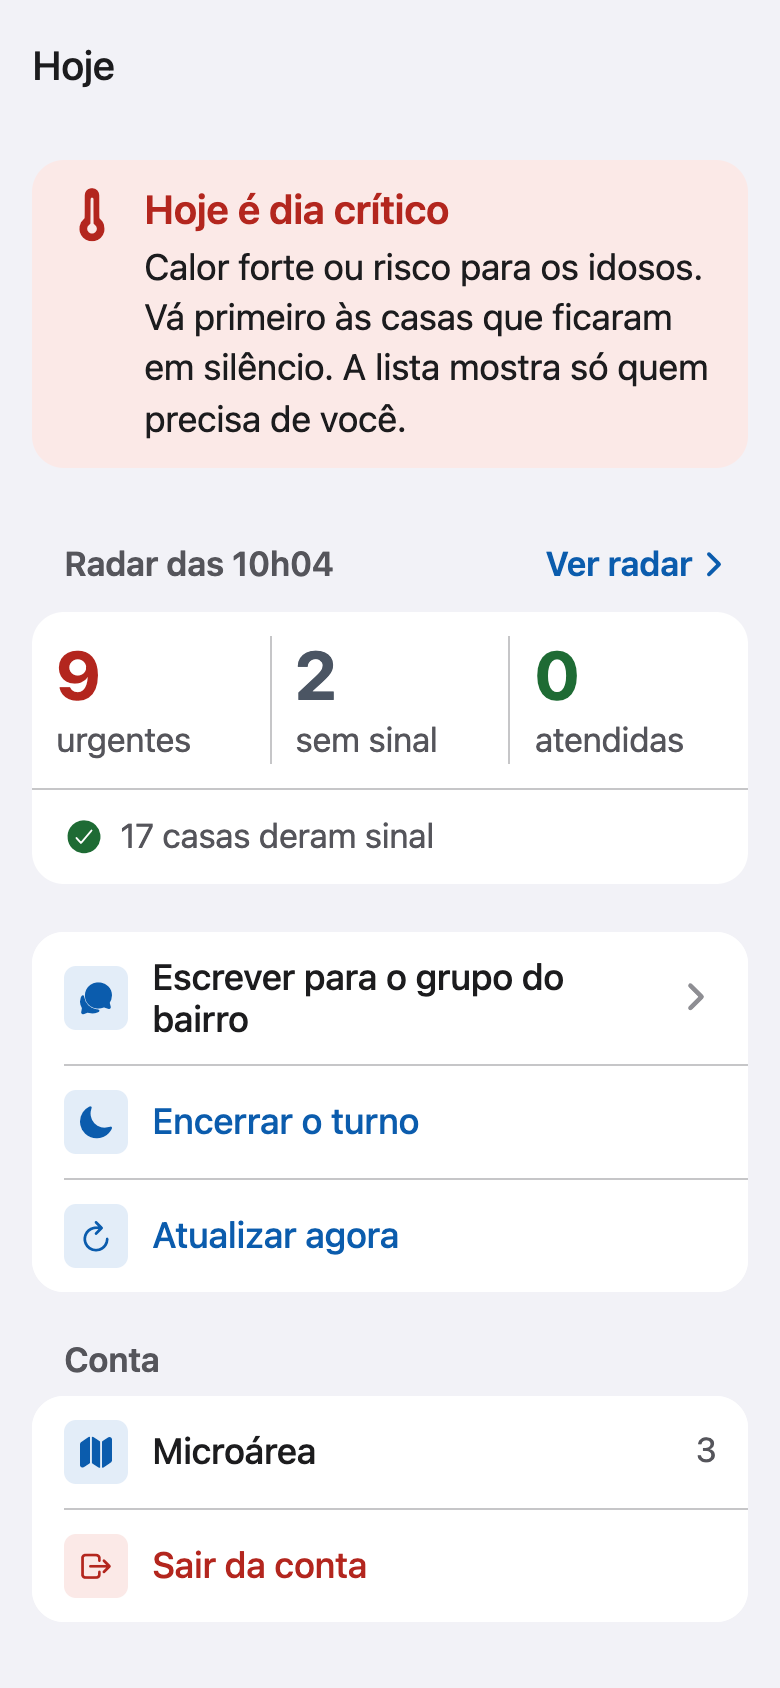 Hoje
Hoje é dia crítico
Calor forte ou risco para os idosos.
Vá primeiro às casas que ficaram
em silêncio. A lista mostra só quem
precisa de você.
Radar das 10h04
Ver radar
9
urgentes
2
sem sinal
0
atendidas
17 casas deram sinal
Escrever para o grupo do
bairro
Encerrar o turno
Atualizar agora
Conta
Microárea
3
Sair da conta